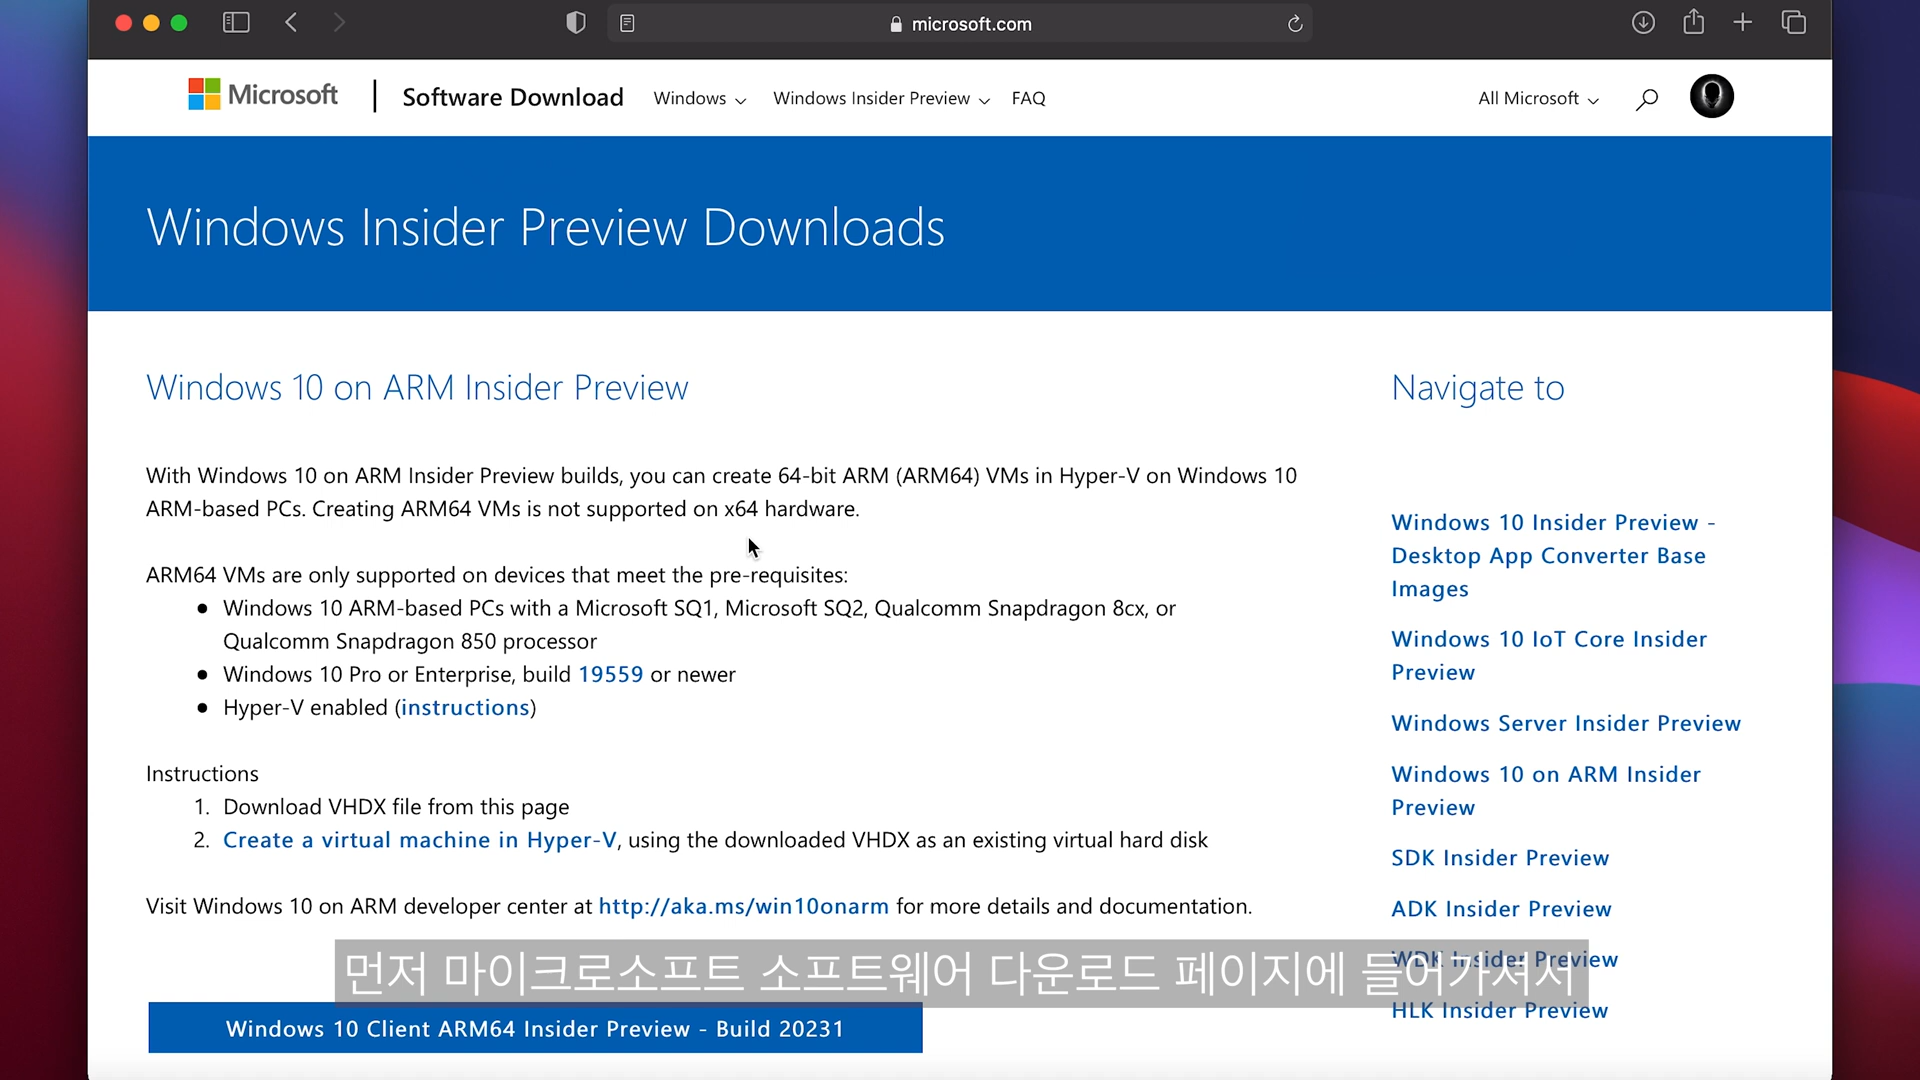 microsoft.com
Microsoft
Software Download
Windows
Windows Insider Preview
FAQ
All Microsoft
Windows Insider Preview Downloads
Windows 10 on ARM Insider Preview
With Windows 10 on ARM Insider Preview builds, you can create 64-bit ARM (ARM64) VMs in Hyper-V on Windows 10
ARM-based PCs. Creating ARM64 VMs is not supported on x64 hardware.
ARM64 VMs are only supported on devices that meet the pre-requisites:
● Windows 10 ARM-based PCs with a Microsoft SQ1, Microsoft SQ2, Qualcomm Snapdragon 8cx, or
Qualcomm Snapdragon 850 processor
● Windows 10 Pro or Enterprise, build 19559 or newer
● Hyper-V enabled (instructions)
Instructions
1. Download VHDX file from this page
2. Create a virtual machine in Hyper-V, using the downloaded VHDX as an existing virtual hard disk
Visit Windows 10 on ARM developer center at http://aka.ms/win10onarm for more details and documentation.
Windows 10 Client ARM64 Insider Preview - Build 20231
Navigate to
Windows 10 Insider Preview -
Desktop App Converter Base
Images
Windows 10 IoT Core Insider
Preview
Windows Server Insider Preview
Windows 10 on ARM Insider
Preview
SDK Insider Preview
ADK Insider Preview
WDK Insider Preview
HLK Insider Preview
먼저 마이크로소프트 소프트웨어 다운로드 페이지에 들어가셔서